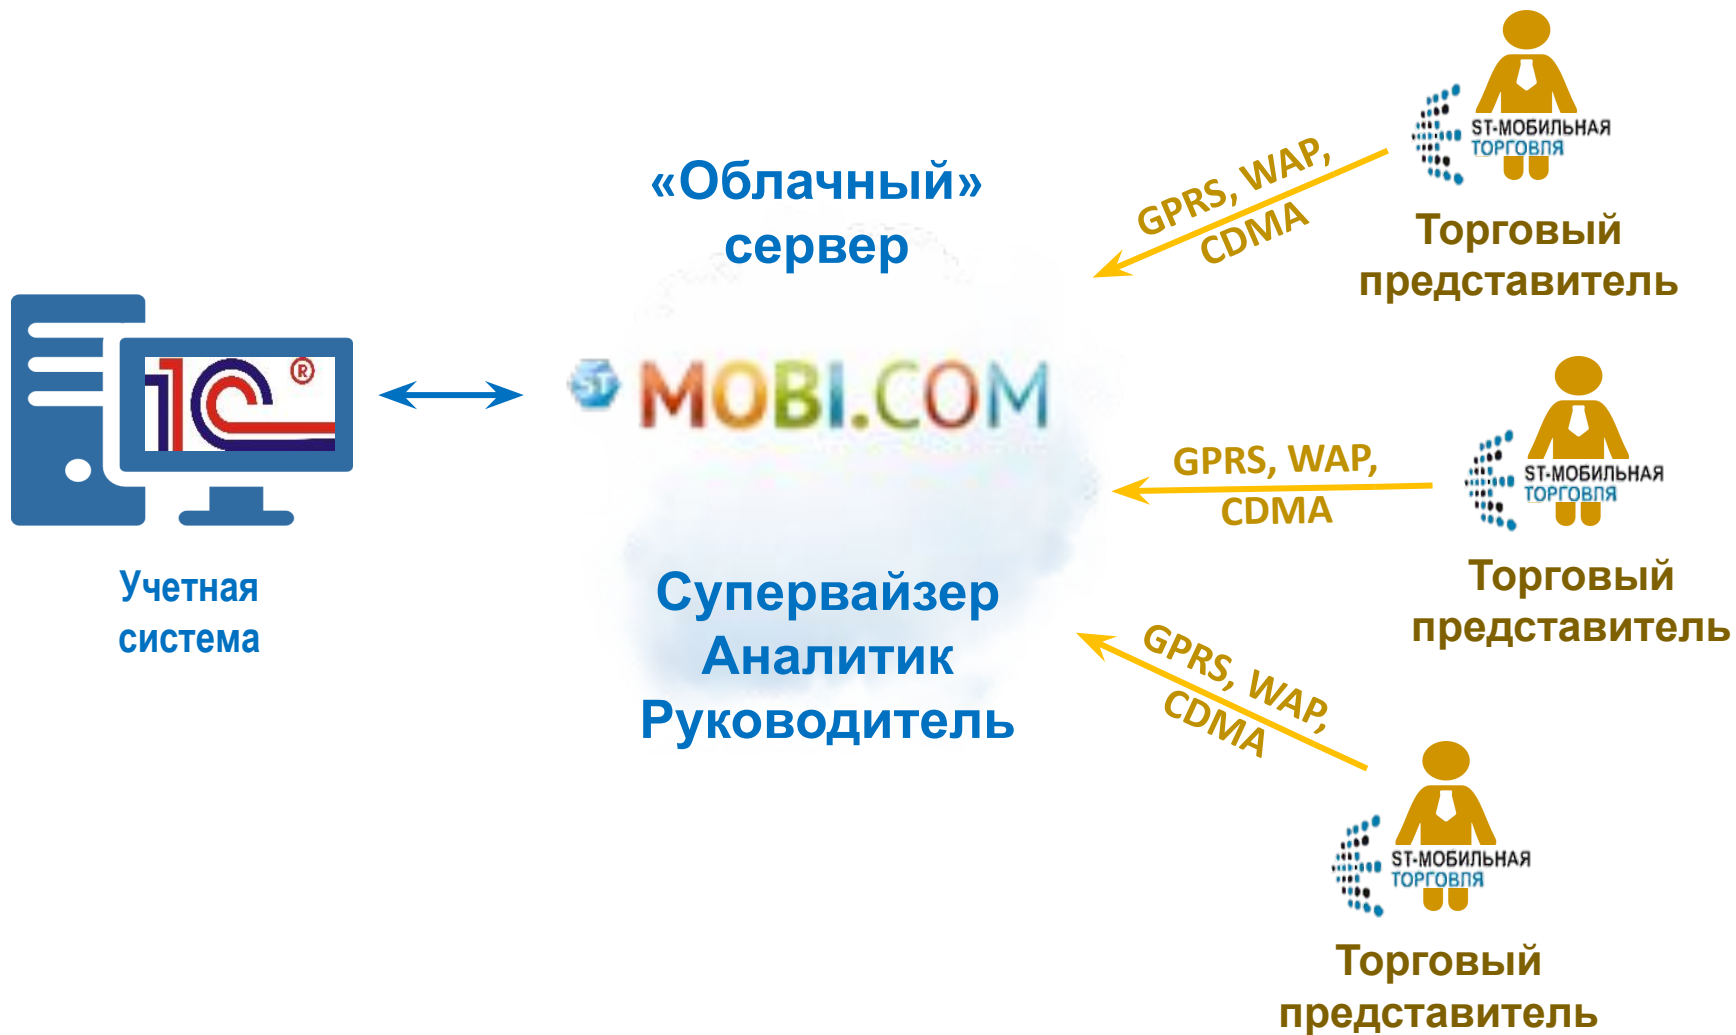 «Облачный»
сервер
ST MOBI.COM
Супервайзер
Аналитик
Руководитель
1С®
Учетная
система
GPRS, WAP,
CDMA
ST-МОБИЛЬНАЯ
ТОРГОВЛЯ
Торговый
представитель
GPRS, WAP,
CDMA
ST-МОБИЛЬНАЯ
ТОРГОВЛЯ
Торговый
представитель
GPRS, WAP,
CDMA
ST-МОБИЛЬНАЯ
ТОРГОВЛЯ
Торговый
представитель